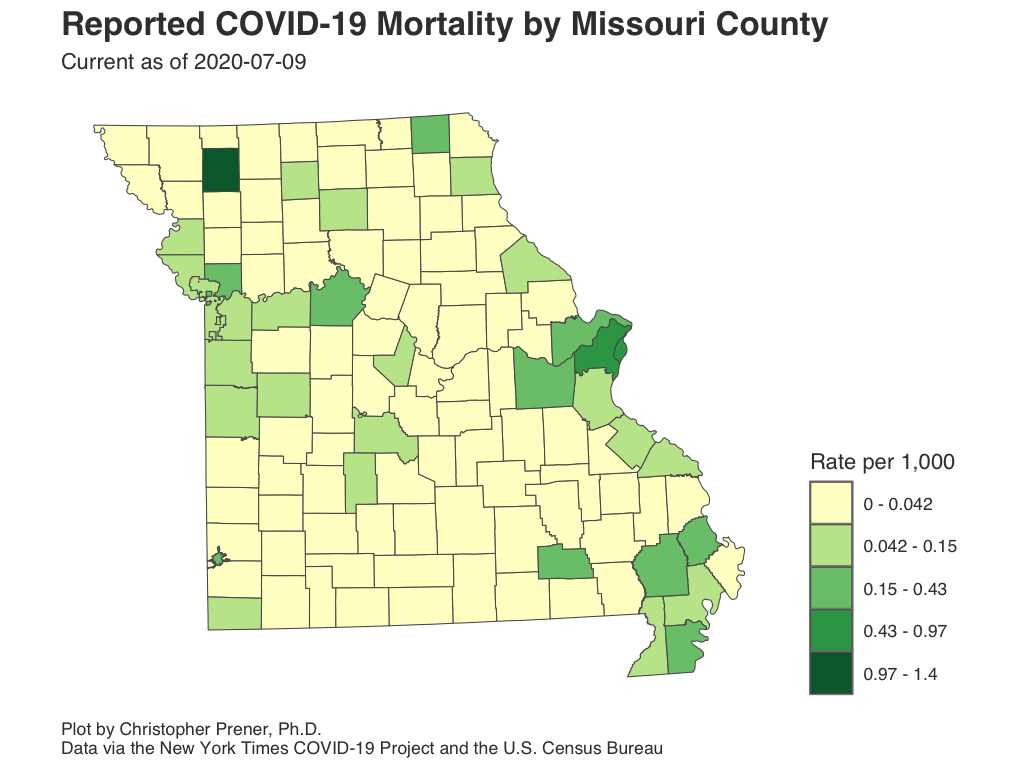 Reported COVID-19 Mortality by Missouri County
Current as of 2020-07-09
Rate per 1,000
0 - 0.042
0.042 - 0.15
0.15 - 0.43
0.43 - 0.97
0.97 - 1.4
Plot by Christopher Prener, Ph.D.
Data via the New York Times COVID-19 Project and the U.S. Census Bureau